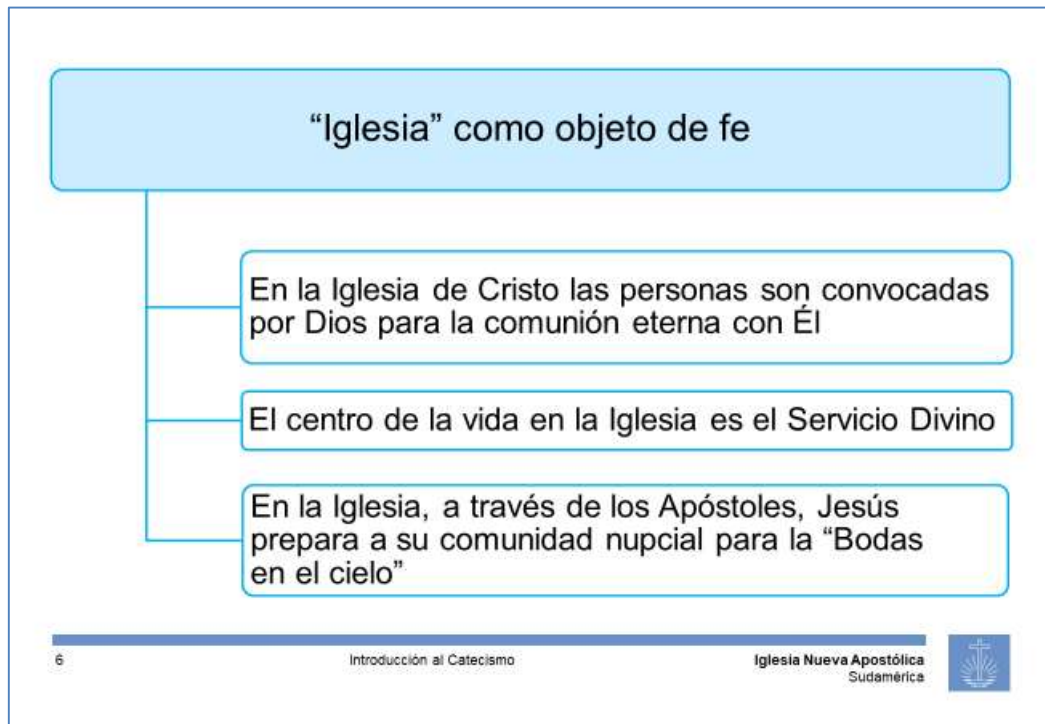 “Iglesia” como objeto de fe
En la Iglesia de Cristo las personas son convocadas
por Dios para la comunión eterna con Él
El centro de la vida en la Iglesia es el Servicio Divino
En la Iglesia, a través de los Apóstoles, Jesús
prepara a su comunidad nupcial para la “Bodas
en el cielo”
6
Introducción al Catecismo
Iglesia Nueva Apostólica
Sudamérica